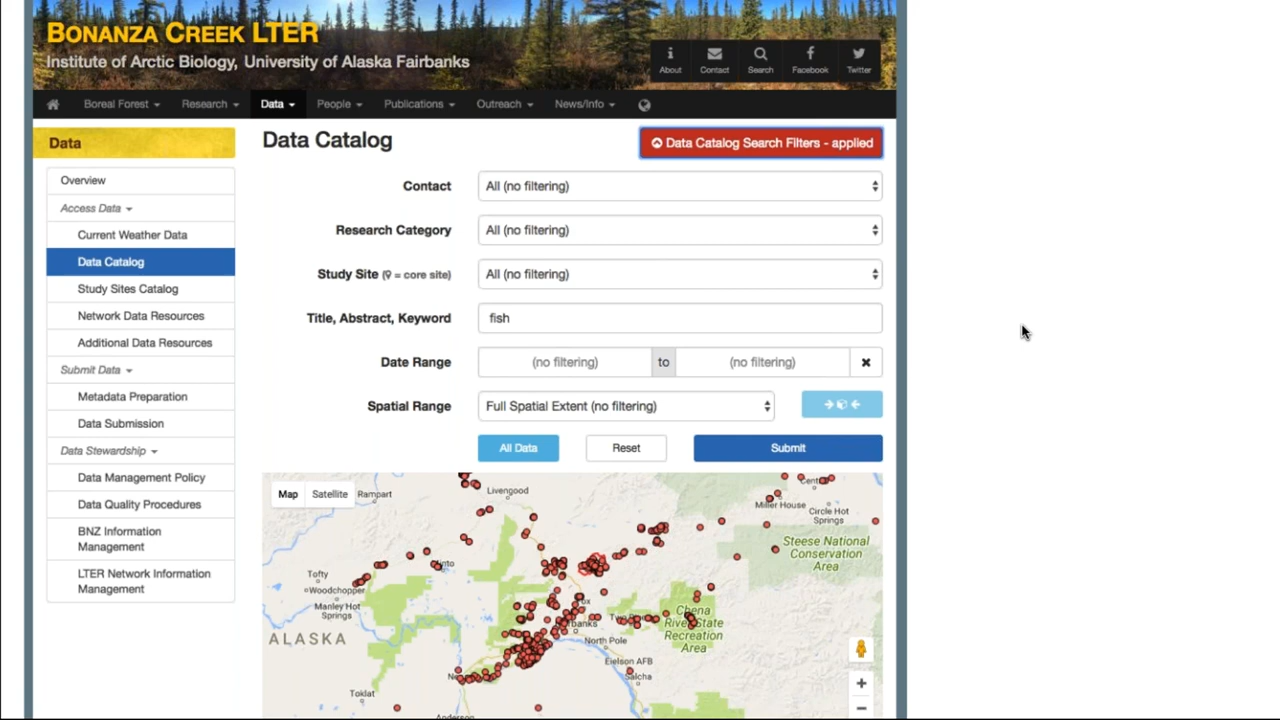 BONANZA CREEK LTER
Institute of Arctic Biology, University of Alaska Fairbanks
About Contact Search Facebook Twitter
Boreal Forest Research Data People Publications Outreach News/Info
Data
Overview
Access Data
Current Weather Data
Data Catalog
Study Sites Catalog
Network Data Resources
Additional Data Resources
Submit Data
Metadata Preparation
Data Submission
Data Stewardship
Data Management Policy
Data Quality Procedures
BNZ Information
Management
LTER Network Information
Management
Data Catalog
Data Catalog Search Filters - applied
Contact All (no filtering)
Research Category All (no filtering)
Study Site ( = core site) All (no filtering)
Title, Abstract, Keyword fish
Date Range (no filtering) to (no filtering)
Spatial Range Full Spatial Extent (no filtering)
All Data Reset Submit
Map Satellite
Rampart
Livengood
Miller House
Circle Hot
Springs
Steese National
Conservation
Area
Tofty
Woodchopper
Manley Hot
Springs
ALASKA
Chena
River State
Recreation
Area
North Pole
Eielson AFB
Salcha
Toklat